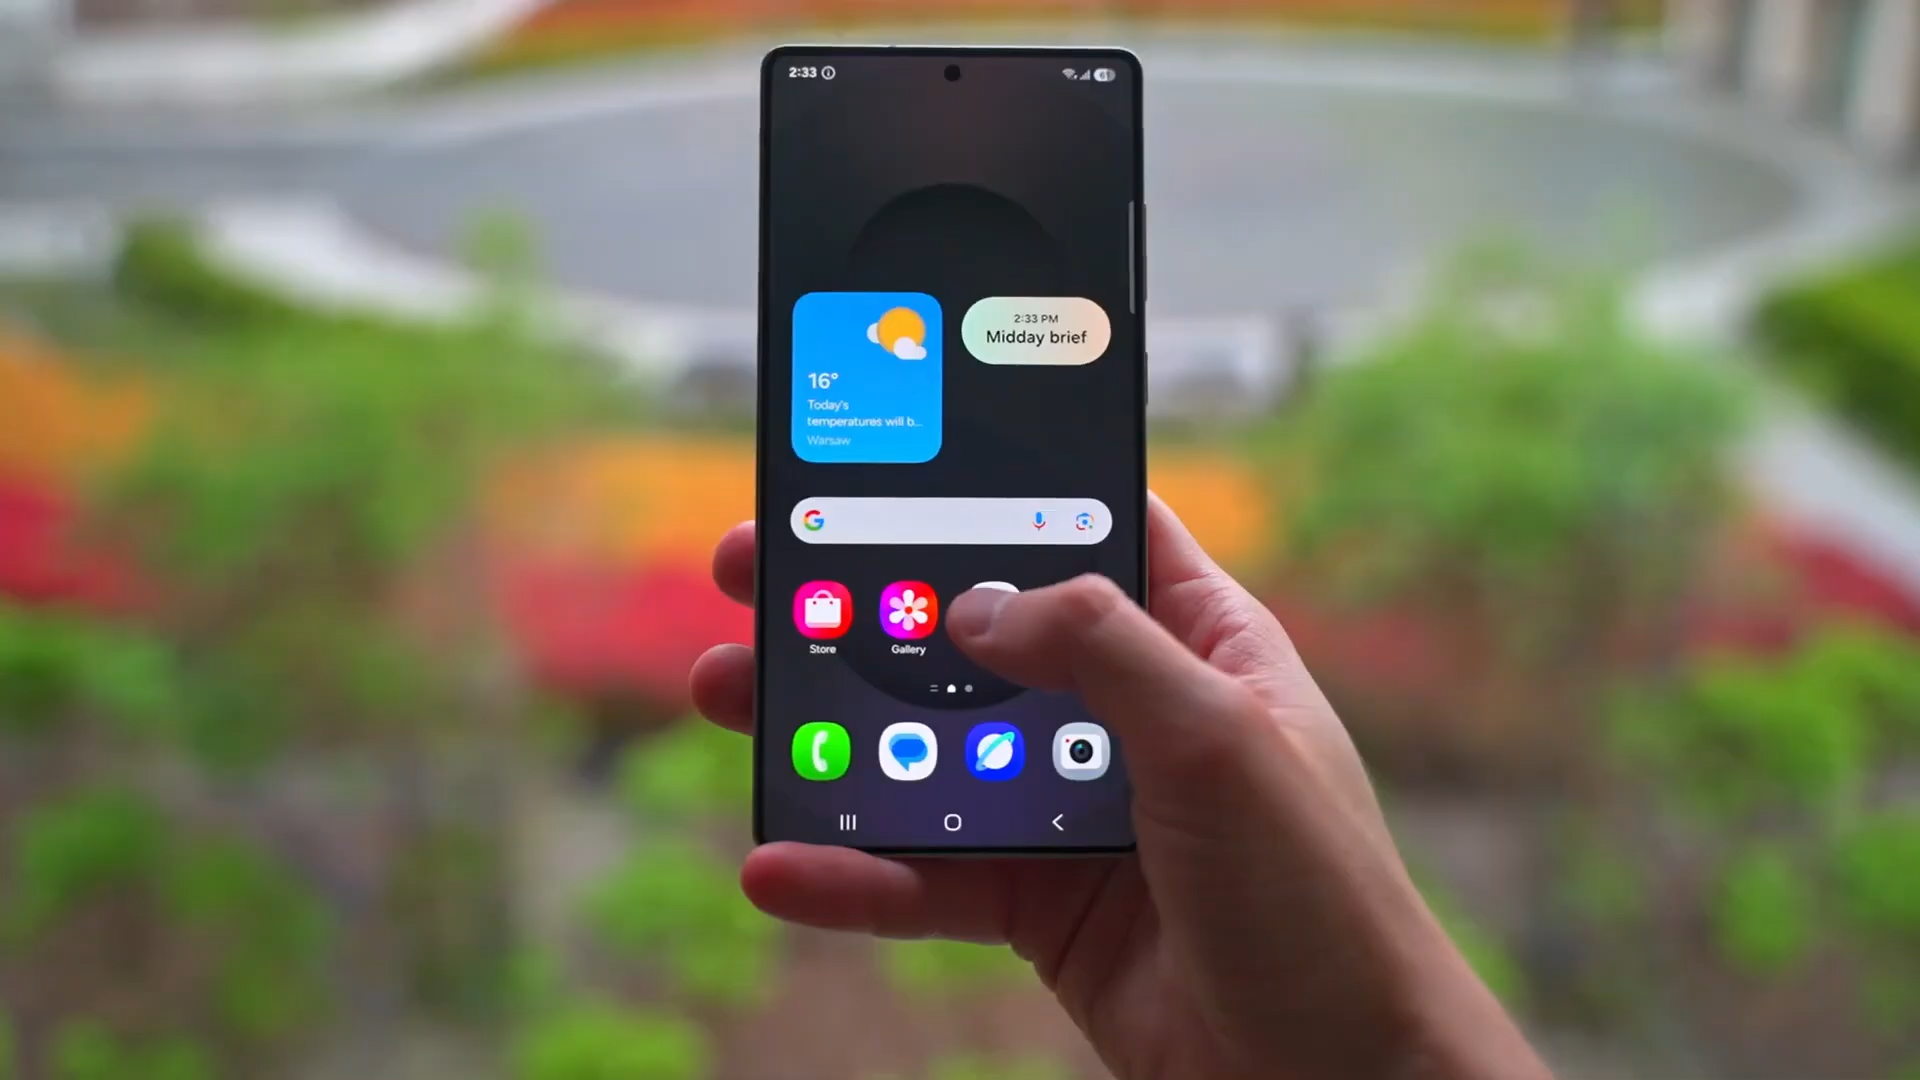 2:33
16°
Today's
temperatures will b...
Warsaw
2:33 PM
Midday brief
Store
Gallery